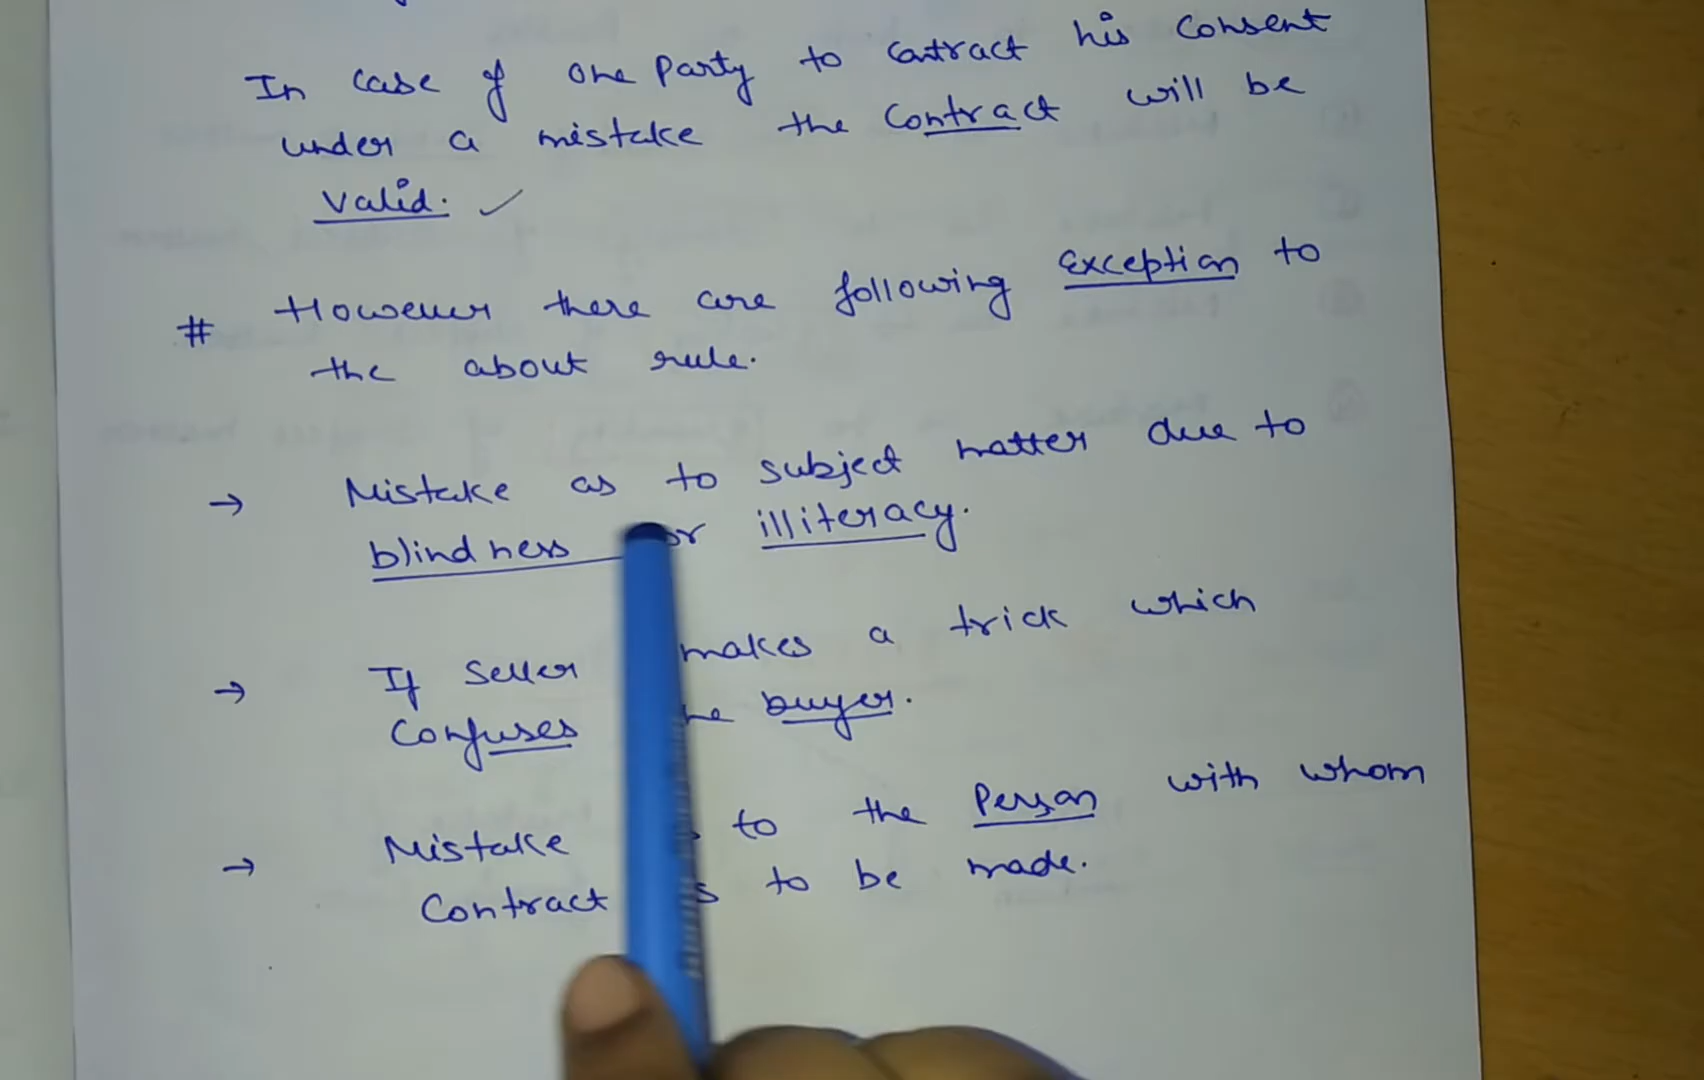 In case of one Party to contract his consent
under a mistake the contract will be
valid. ✓
# However there are following exception to
the about rule.
→ Mistake as to subject matter due to
blindness or illiteracy.
→ If seller makes a trick which
confuses buyer.
→ Mistake to the Person with whom
Contract to be made.